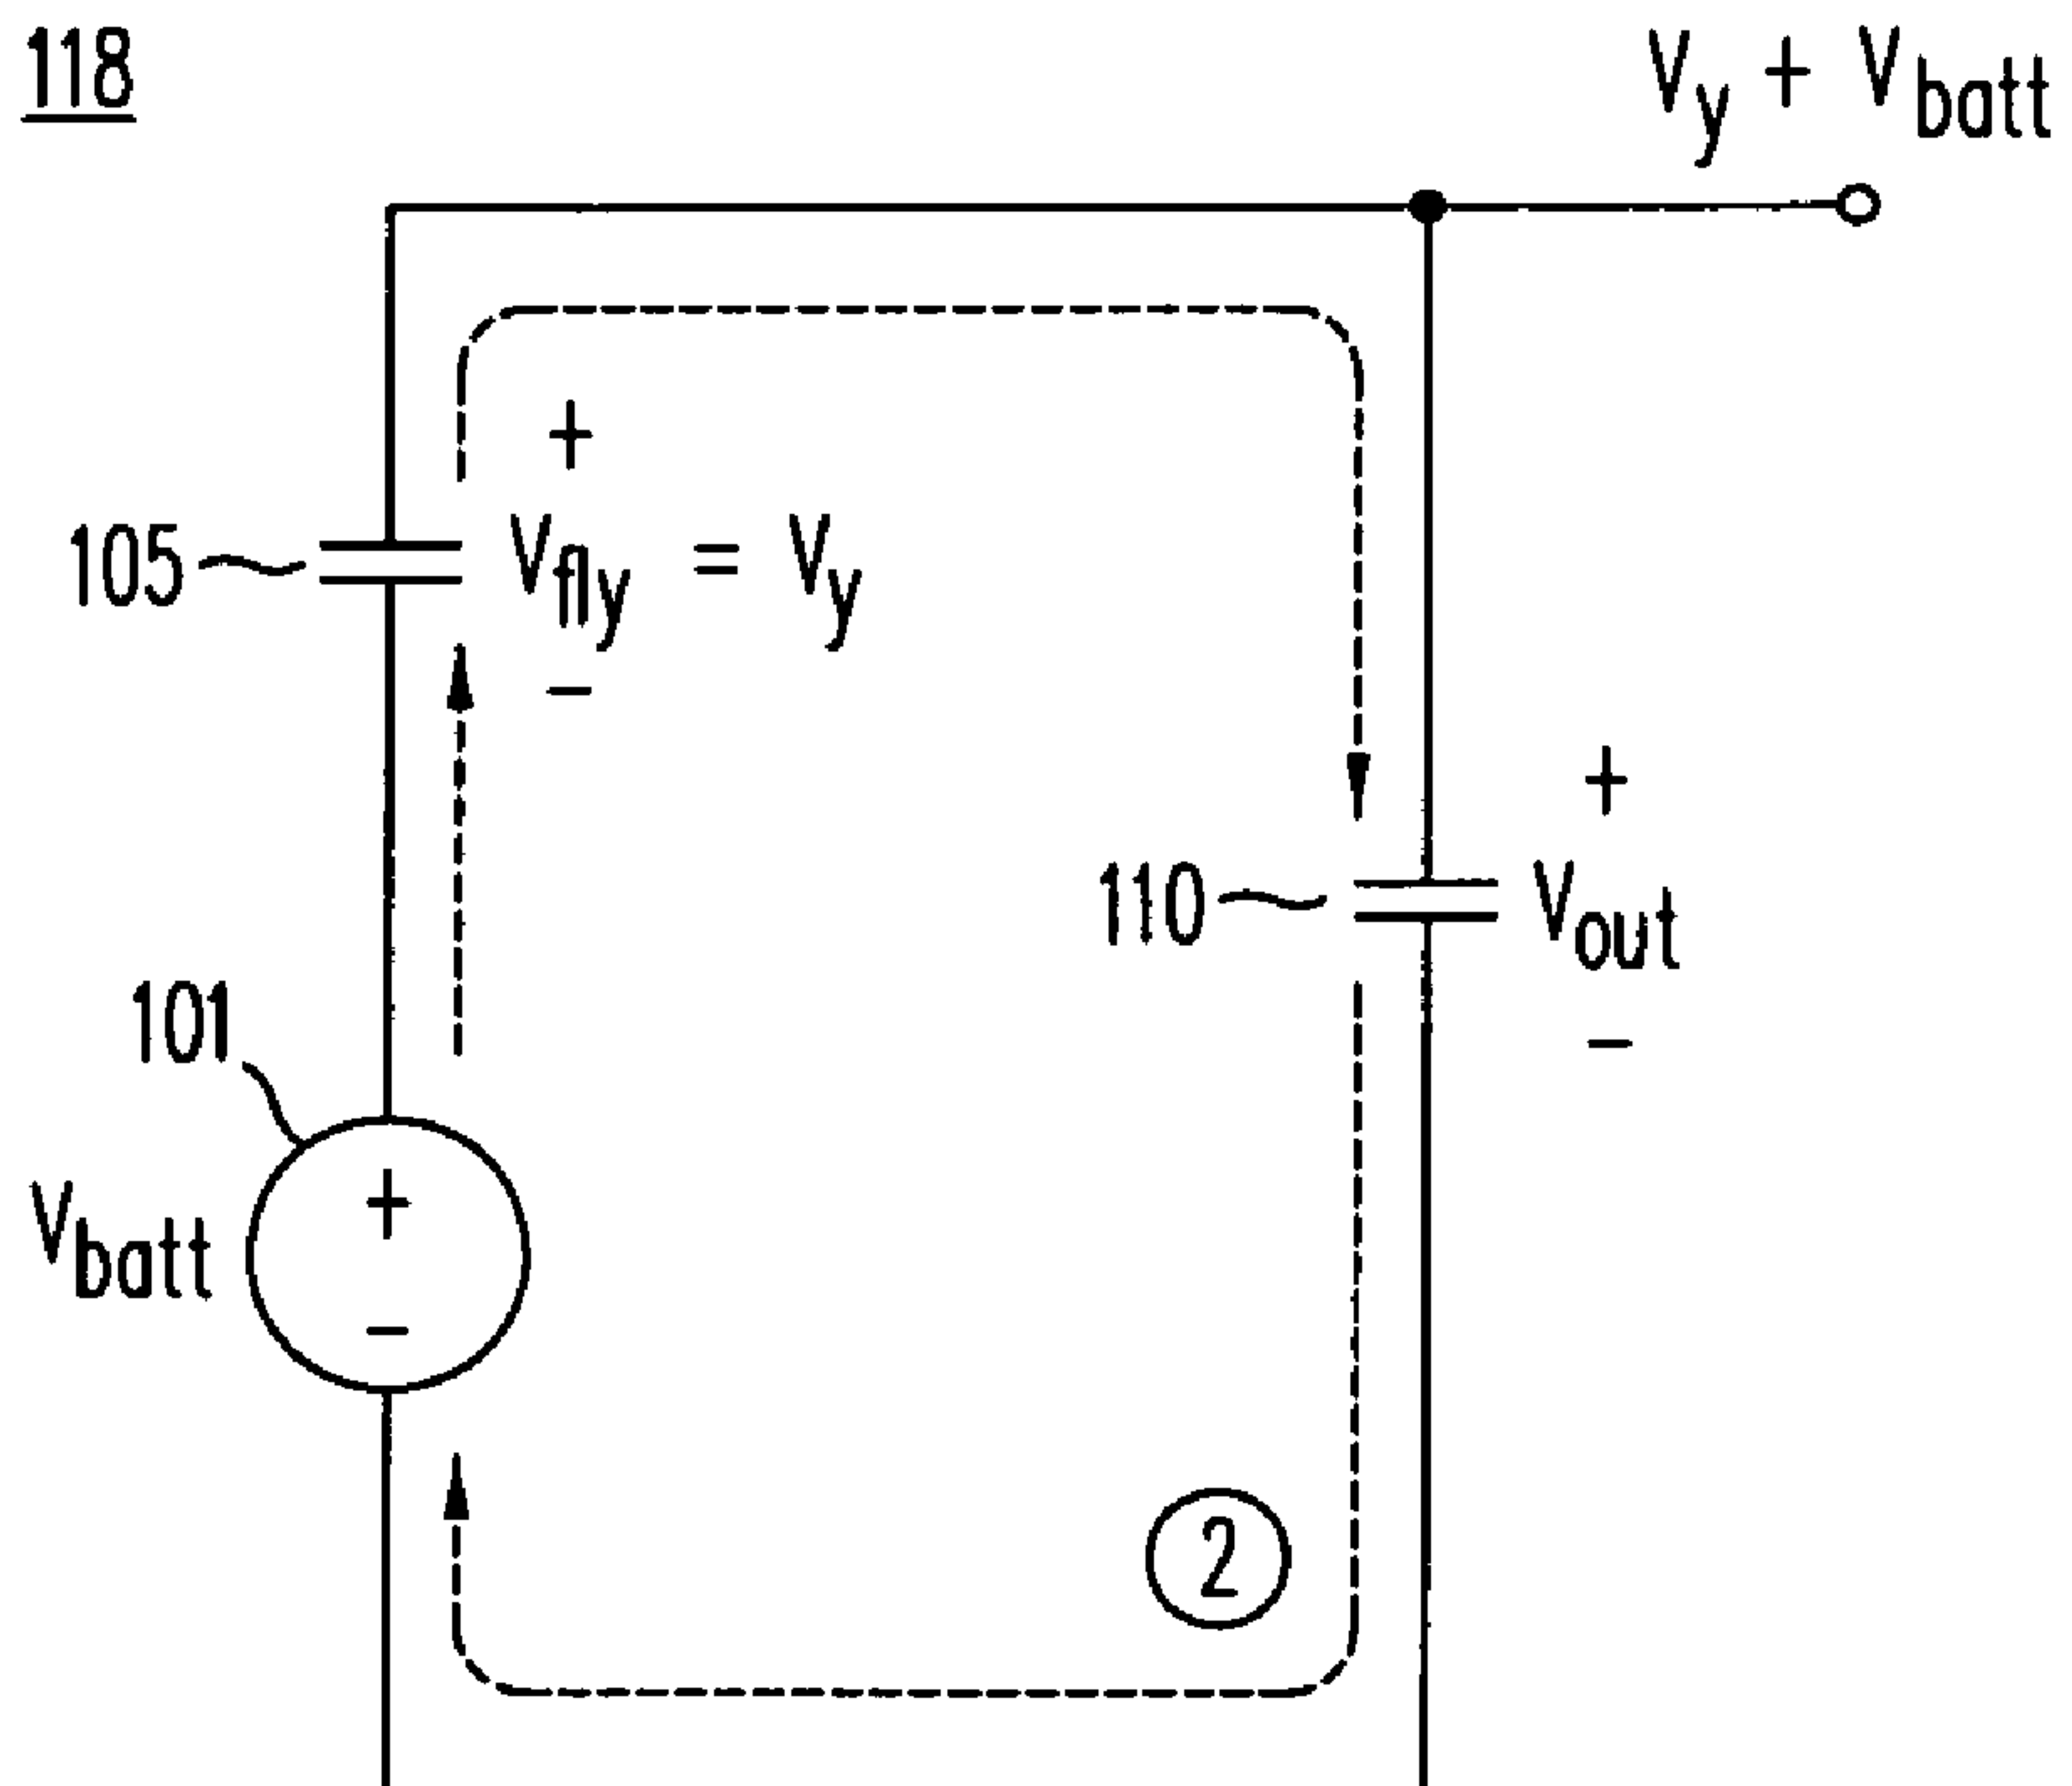 118
Vy + Vbatt
+
105
Vfly = Vy
-
+
110
Vout
-
101
+
Vbatt
-
2